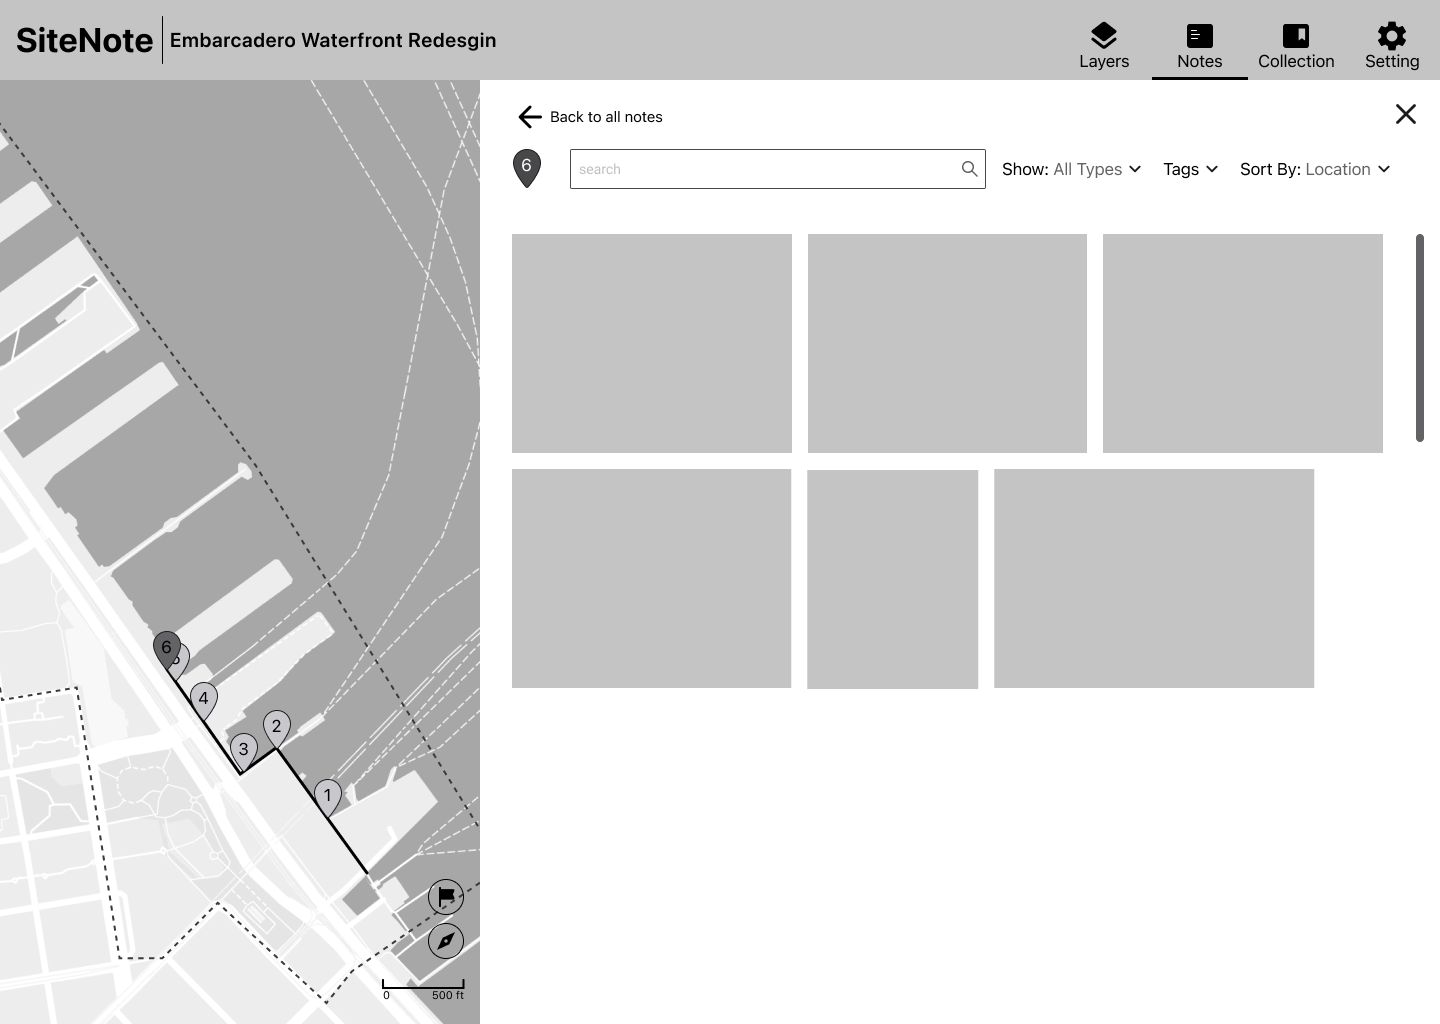 SiteNote
Embarcadero Waterfront Redesgin
Layers
Notes
Collection
Setting
Back to all notes
6
search
Show: All Types
Tags
Sort By: Location
6
4
2
3
1
0 500 ft